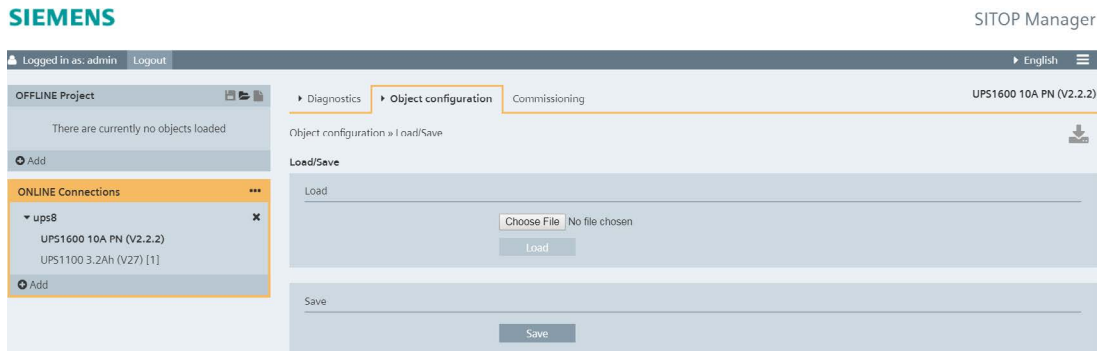 SIEMENS
SITOP Manager
Logged in as: admin Logout
English
OFFLINE Project
There are currently no objects loaded
Add
ONLINE Connections
ups8
UPS1600 10A PN (V2.2.2)
UPS1100 3.2Ah (V27) [1]
Add
Diagnostics Object configuration Commissioning
UPS1600 10A PN (V2.2.2)
Object configuration » Load/Save
Load/Save
Load
Choose File No file chosen
Load
Save
Save